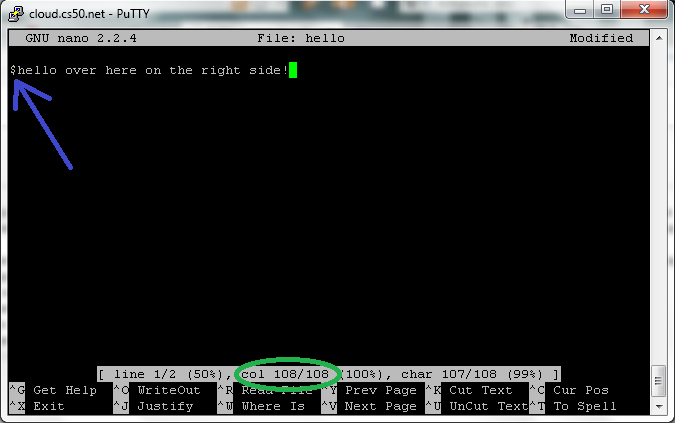 cloud.cs50.net - PuTTY
GNU nano 2.2.4 File: hello Modified
$hello over here on the right side!
[ line 1/2 (50%), col 108/108 (100%), char 107/108 (99%) ]
^G Get Help ^O WriteOut ^R Read File ^Y Prev Page ^K Cut Text ^C Cur Pos
^X Exit ^J Justify ^W Where Is ^V Next Page ^U UnCut Text ^T To Spell